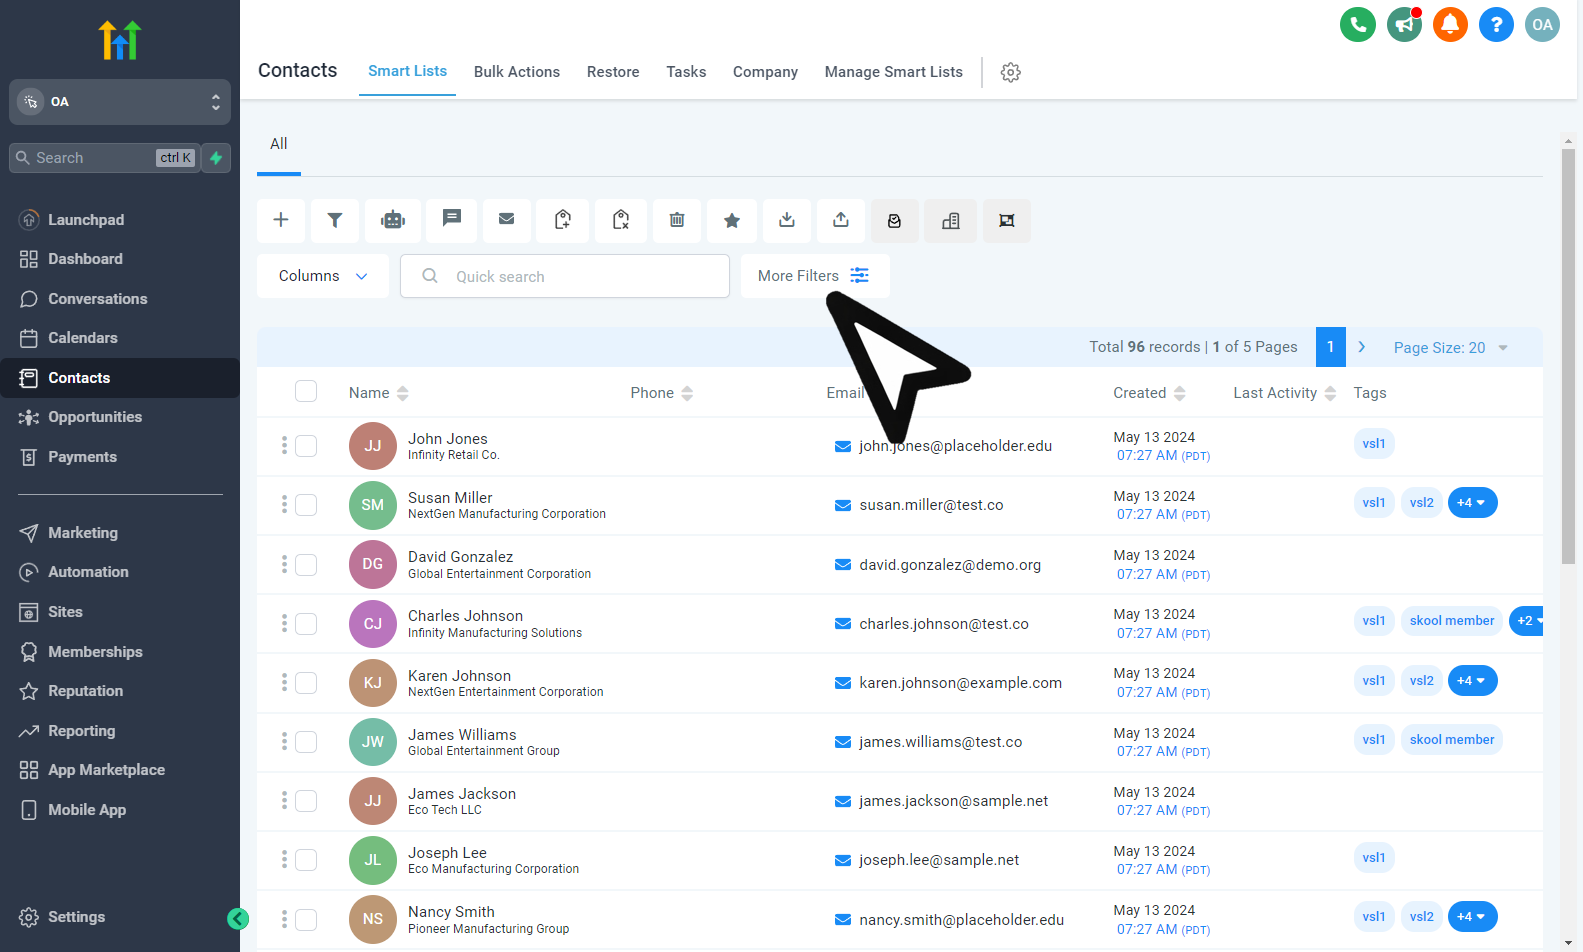 OA
Search ctrl K
Launchpad
Dashboard
Conversations
Calendars
Contacts
Opportunities
Payments
Marketing
Automation
Sites
Memberships
Reputation
Reporting
App Marketplace
Mobile App
Settings
? OA
Contacts Smart Lists Bulk Actions Restore Tasks Company Manage Smart Lists
All
Columns Quick search More Filters
Total 96 records | 1 of 5 Pages 1 Page Size: 20
Name Phone Email Created Last Activity Tags
JJ John Jones john.jones@placeholder.edu May 13 2024 vsl1
Infinity Retail Co. 07:27 AM (PDT)
SM Susan Miller susan.miller@test.co May 13 2024 vsl1 vsl2 +4
NextGen Manufacturing Corporation 07:27 AM (PDT)
DG David Gonzalez david.gonzalez@demo.org May 13 2024
Global Entertainment Corporation 07:27 AM (PDT)
CJ Charles Johnson charles.johnson@test.co May 13 2024 vsl1 skool member +2
Infinity Manufacturing Solutions 07:27 AM (PDT)
KJ Karen Johnson karen.johnson@example.com May 13 2024 vsl1 vsl2 +4
NextGen Entertainment Corporation 07:27 AM (PDT)
JW James Williams james.williams@test.co May 13 2024 vsl1 skool member
Global Entertainment Group 07:27 AM (PDT)
JJ James Jackson james.jackson@sample.net May 13 2024
Eco Tech LLC 07:27 AM (PDT)
JL Joseph Lee joseph.lee@sample.net May 13 2024 vsl1
Eco Manufacturing Corporation 07:27 AM (PDT)
NS Nancy Smith nancy.smith@placeholder.edu May 13 2024 vsl1 vsl2 +4
Pioneer Manufacturing Group 07:27 AM (PDT)